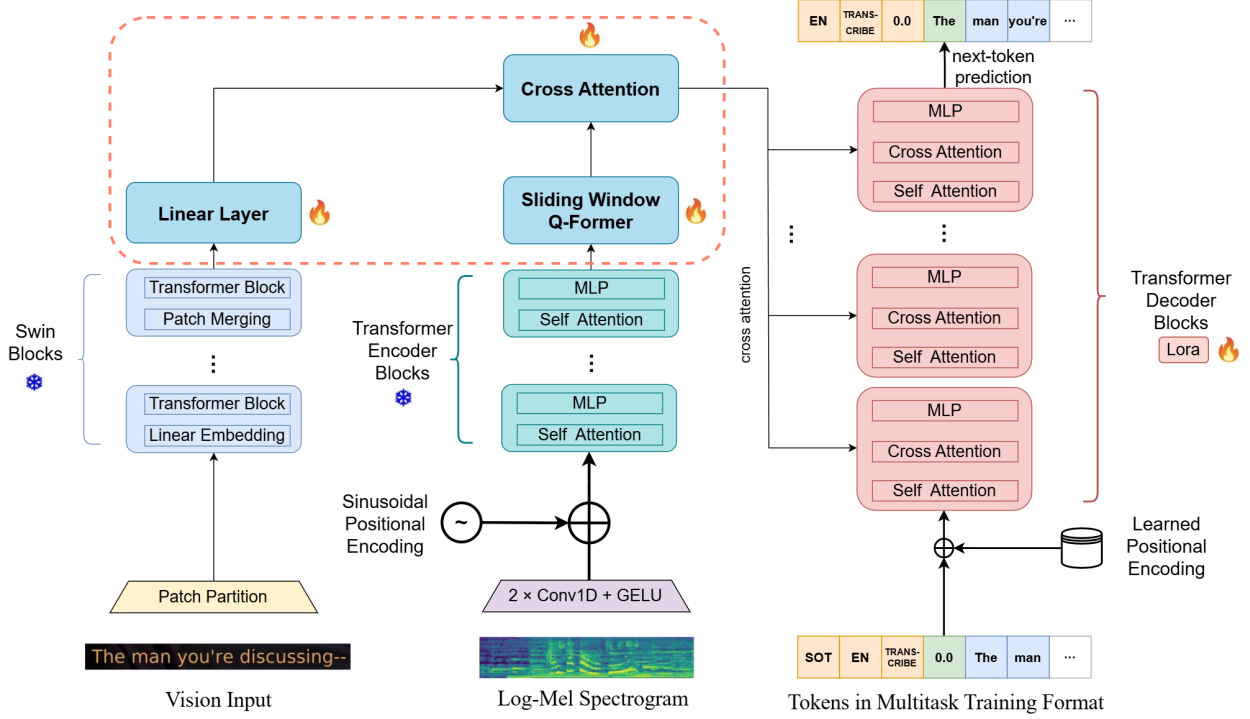 EN TRANS-CRIBE 0.0 The man you're ...
next-token
prediction
Cross Attention
MLP
Cross Attention
Self Attention
Linear Layer
Sliding Window
Q-Former
Transformer Block
Patch Merging
MLP
Self Attention
MLP
Cross Attention
Self Attention
Swin
Blocks
Transformer
Encoder
Blocks
cross attention
Transformer
Decoder
Blocks
Lora
Transformer Block
Linear Embedding
MLP
Self Attention
MLP
Cross Attention
Self Attention
Sinusoidal
Positional
Encoding
~
Learned
Positional
Encoding
Patch Partition
2 × Conv1D + GELU
The man you're discussing--
SOT EN TRANS-CRIBE 0.0 The man ...
Vision Input
Log-Mel Spectrogram
Tokens in Multitask Training Format